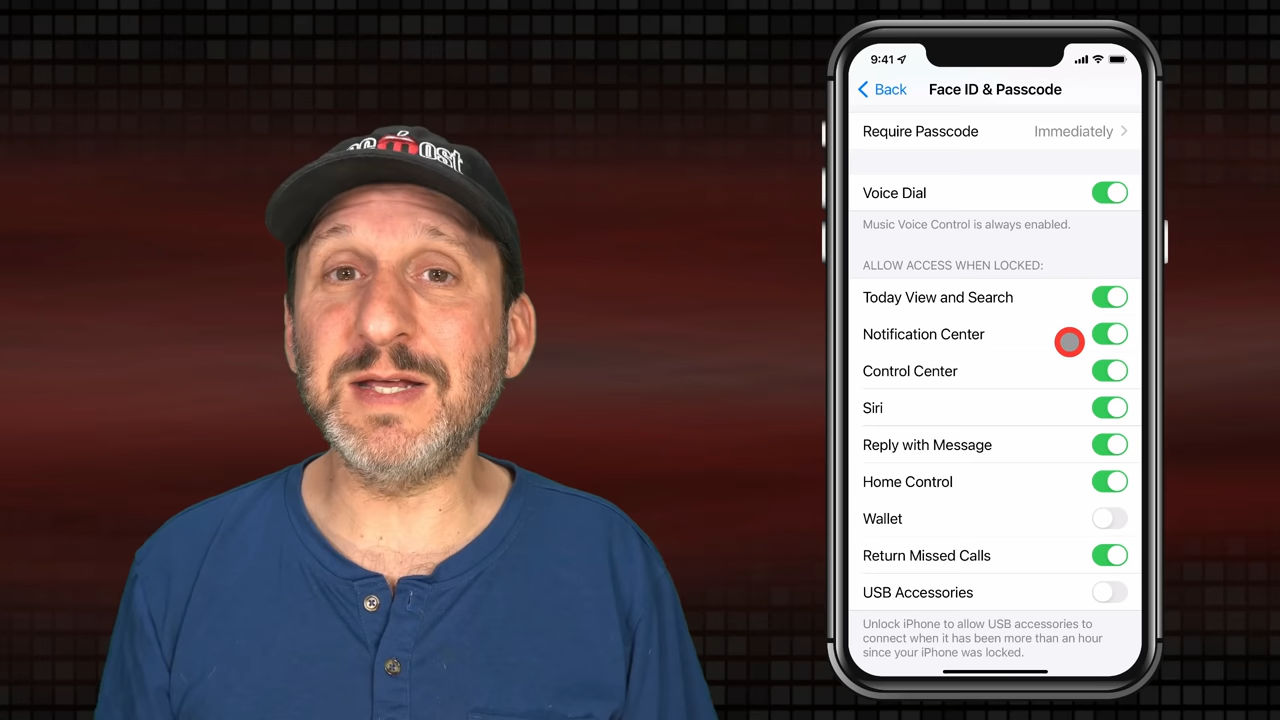 9:41
Back
Face ID & Passcode
Require Passcode Immediately
Voice Dial
Music Voice Control is always enabled.
ALLOW ACCESS WHEN LOCKED:
Today View and Search
Notification Center
Control Center
Siri
Reply with Message
Home Control
Wallet
Return Missed Calls
USB Accessories
Unlock iPhone to allow USB accessories to
connect when it has been more than an hour
since your iPhone was locked.